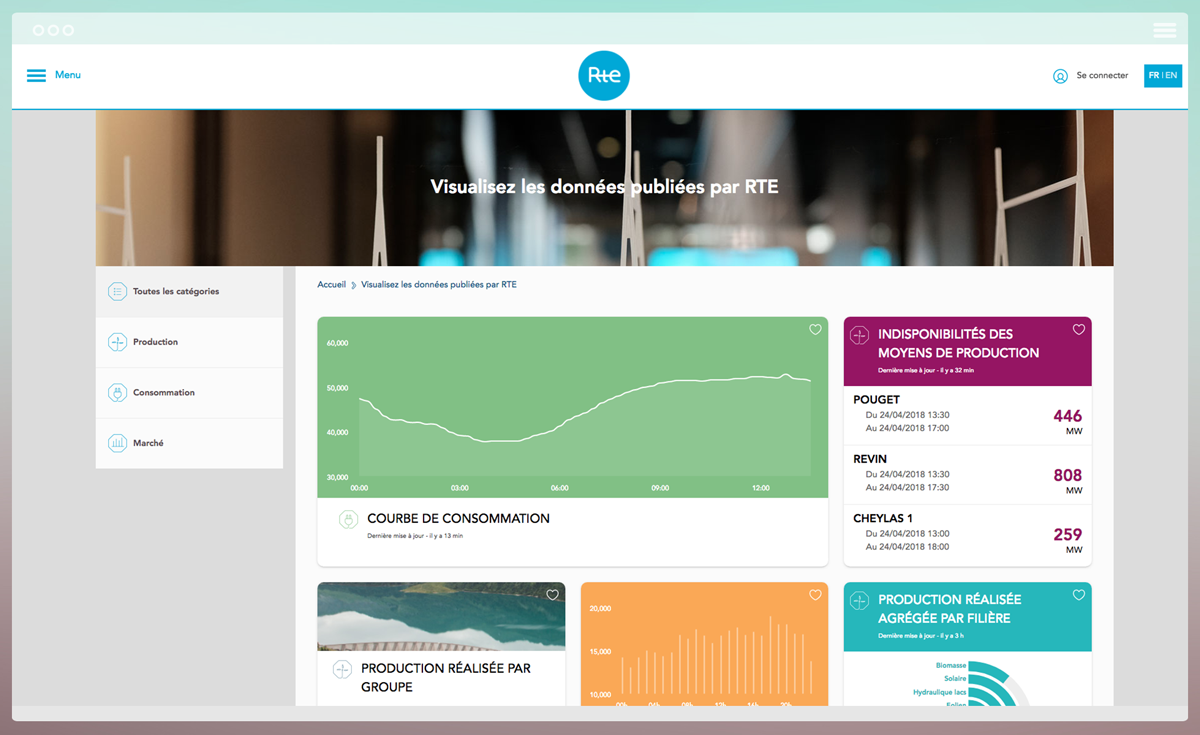 Menu
Rte
Se connecter
FR | EN
Visualisez les données publiées par RTE
Toutes les catégories
Production
Consommation
Marché
Accueil
Visualisez les données publiées par RTE
60,000
50,000
40,000
30,000
00:00
03:00
06:00
09:00
12:00
COURBE DE CONSOMMATION
Dernière mise à jour - il y a 13 min
INDISPONIBILITÉS DES
MOYENS DE PRODUCTION
Dernière mise à jour - il y a 32 min
POUGET
Du 24/04/2018 13:30
Au 24/04/2018 17:00
446
MW
REVIN
Du 24/04/2018 13:30
Au 24/04/2018 17:30
808
MW
CHEYLAS 1
Du 24/04/2018 13:00
Au 24/04/2018 18:00
259
MW
PRODUCTION RÉALISÉE PAR
GROUPE
20,000
15,000
10,000
00h
04h
08h
12h
16h
20h
PRODUCTION RÉALISÉE
AGRÉGÉE PAR FILIÈRE
Dernière mise à jour - il y a 3 h
Biomasse
Solaire
Hydraulique lacs
Eolien